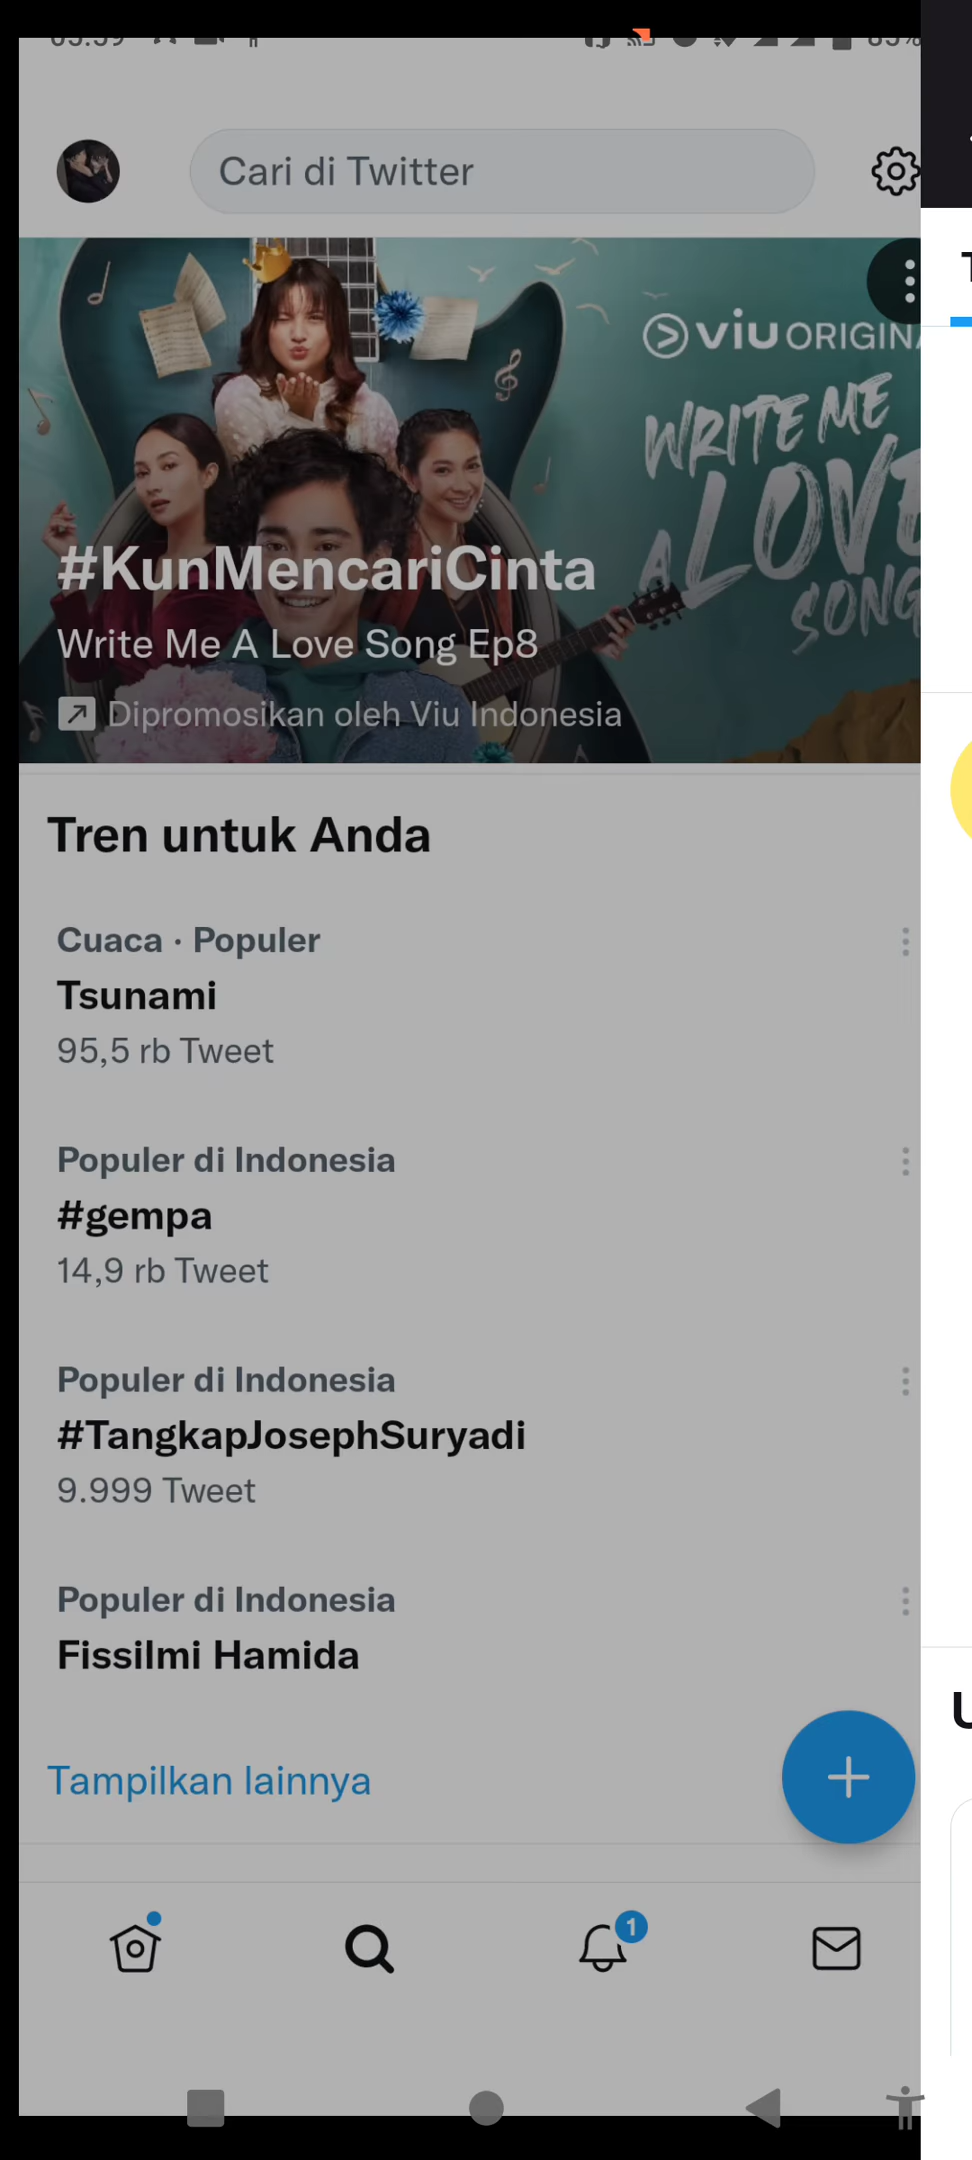 Cari di Twitter
viu ORIGINA
WRITE ME
A LOVE
SONG
#KunMencariCinta
Write Me A Love Song Ep8
Dipromosikan oleh Viu Indonesia
Tren untuk Anda
Cuaca · Populer
Tsunami
95,5 rb Tweet
Populer di Indonesia
#gempa
14,9 rb Tweet
Populer di Indonesia
#TangkapJosephSuryadi
9.999 Tweet
Populer di Indonesia
Fissilmi Hamida
Tampilkan lainnya
1